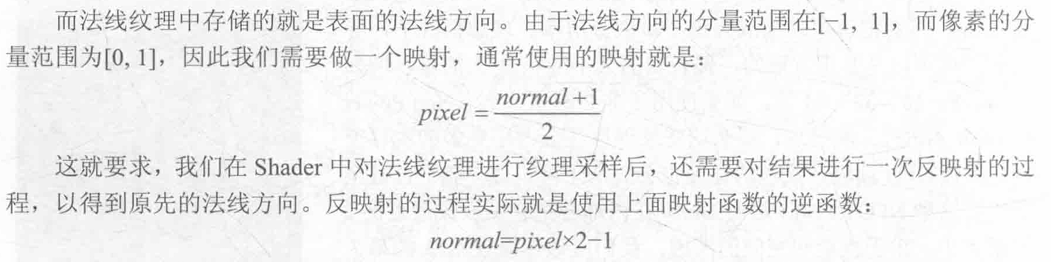 而法线纹理中存储的就是表面的法线方向。由于法线方向的分量范围在[−1, 1]，而像素的分
量范围为[0, 1]，因此我们需要做一个映射，通常使用的映射就是：
pixel = (normal + 1) / 2
这就要求，我们在 Shader 中对法线纹理进行纹理采样后，还需要对结果进行一次反映射的过
程，以得到原先的法线方向。反映射的过程实际就是使用上面映射函数的逆函数：
normal=pixel×2−1